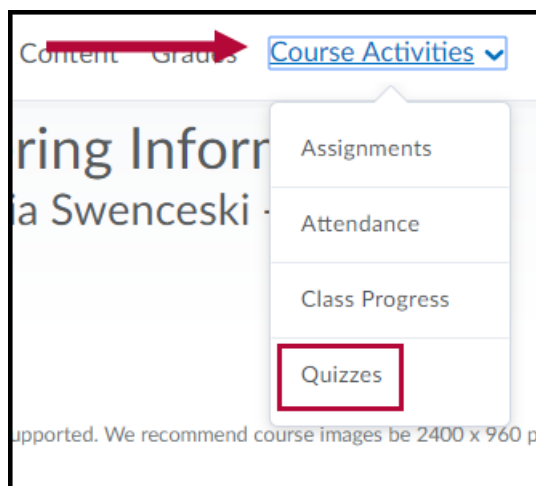 Content Grades Course Activities
ring Inforr
ia Swenceski -
Assignments
Attendance
Class Progress
Quizzes
upported. We recommend course images be 2400 x 960 p